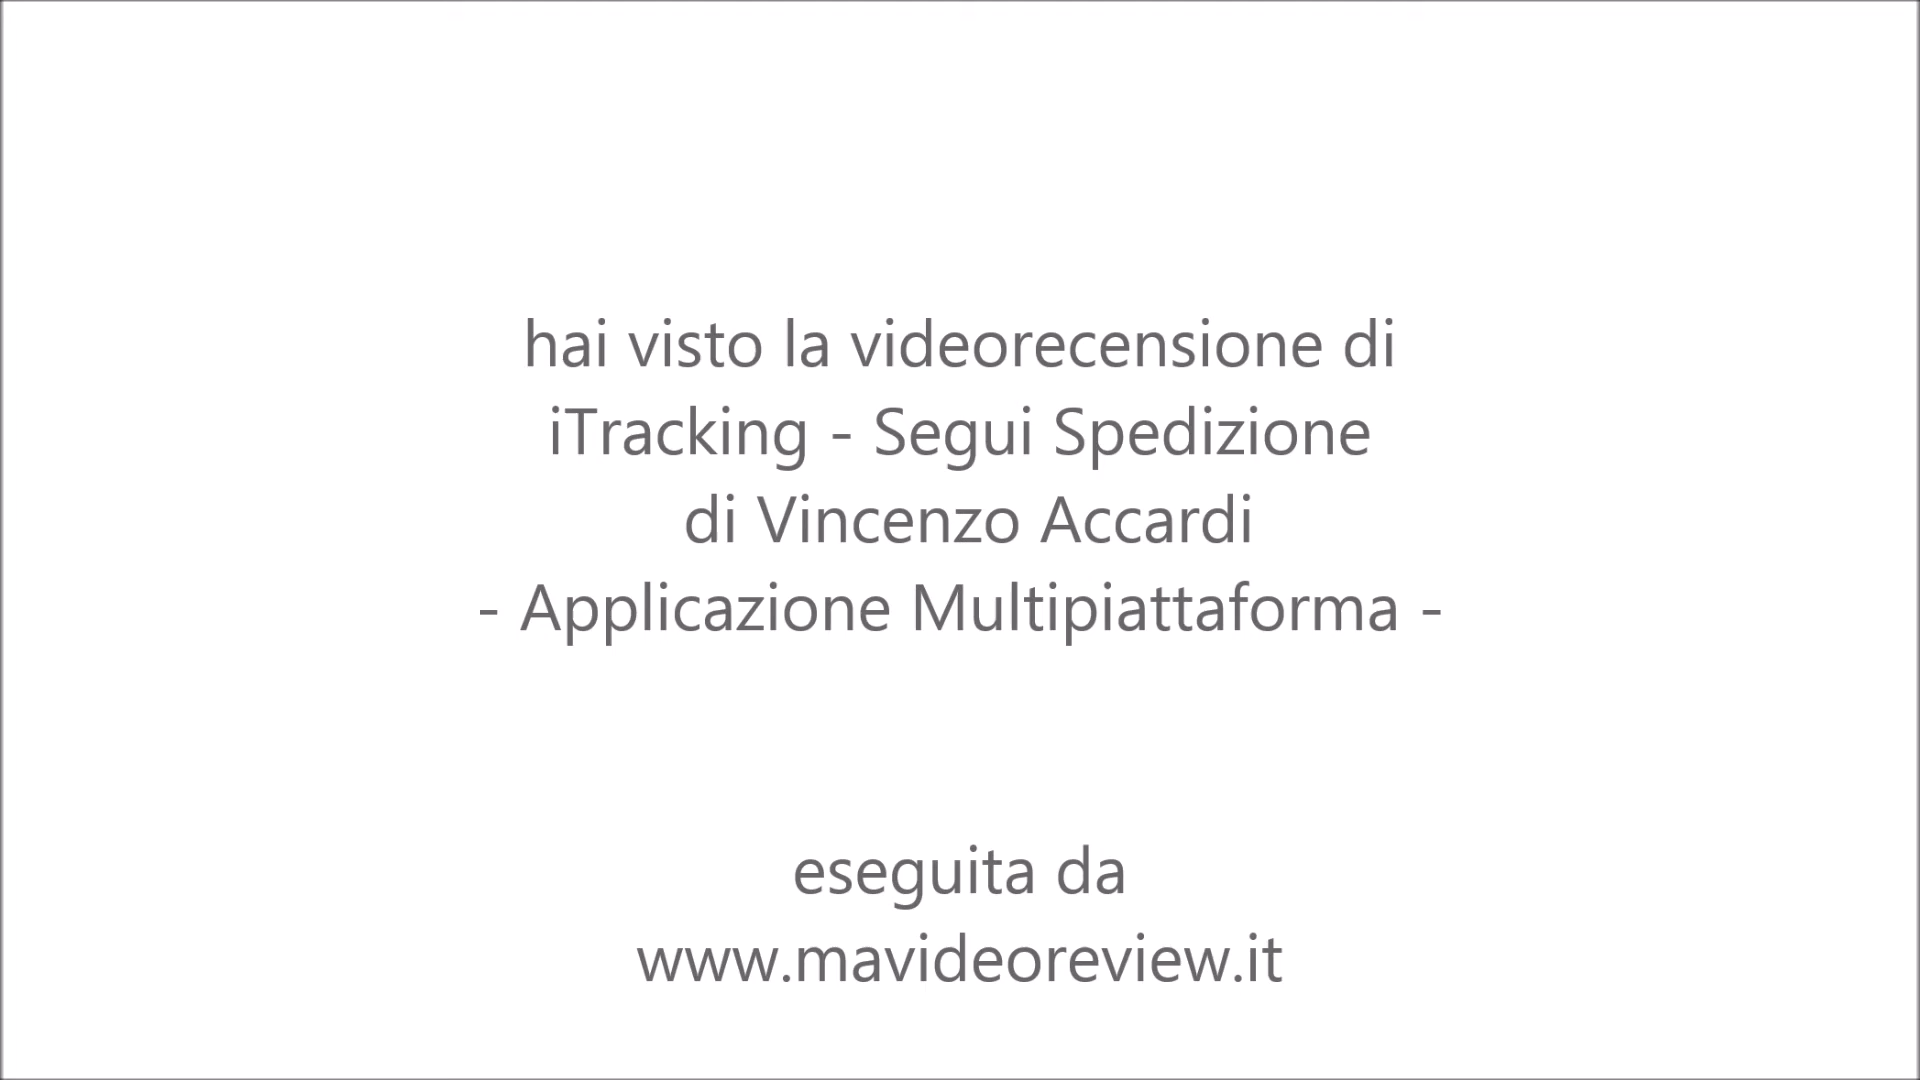 hai visto la videorecensione di
iTracking - Segui Spedizione
di Vincenzo Accardi
- Applicazione Multipiattaforma -
eseguita da
www.mavideoreview.it